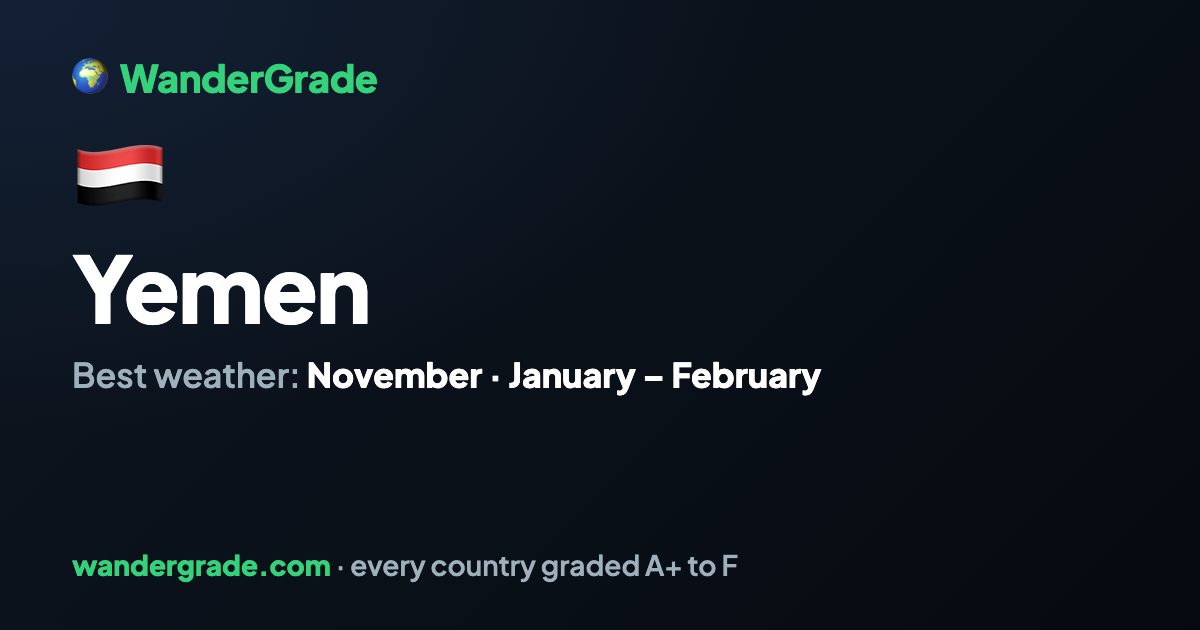 WanderGrade
Yemen
Best weather: November · January – February
wandergrade.com · every country graded A+ to F